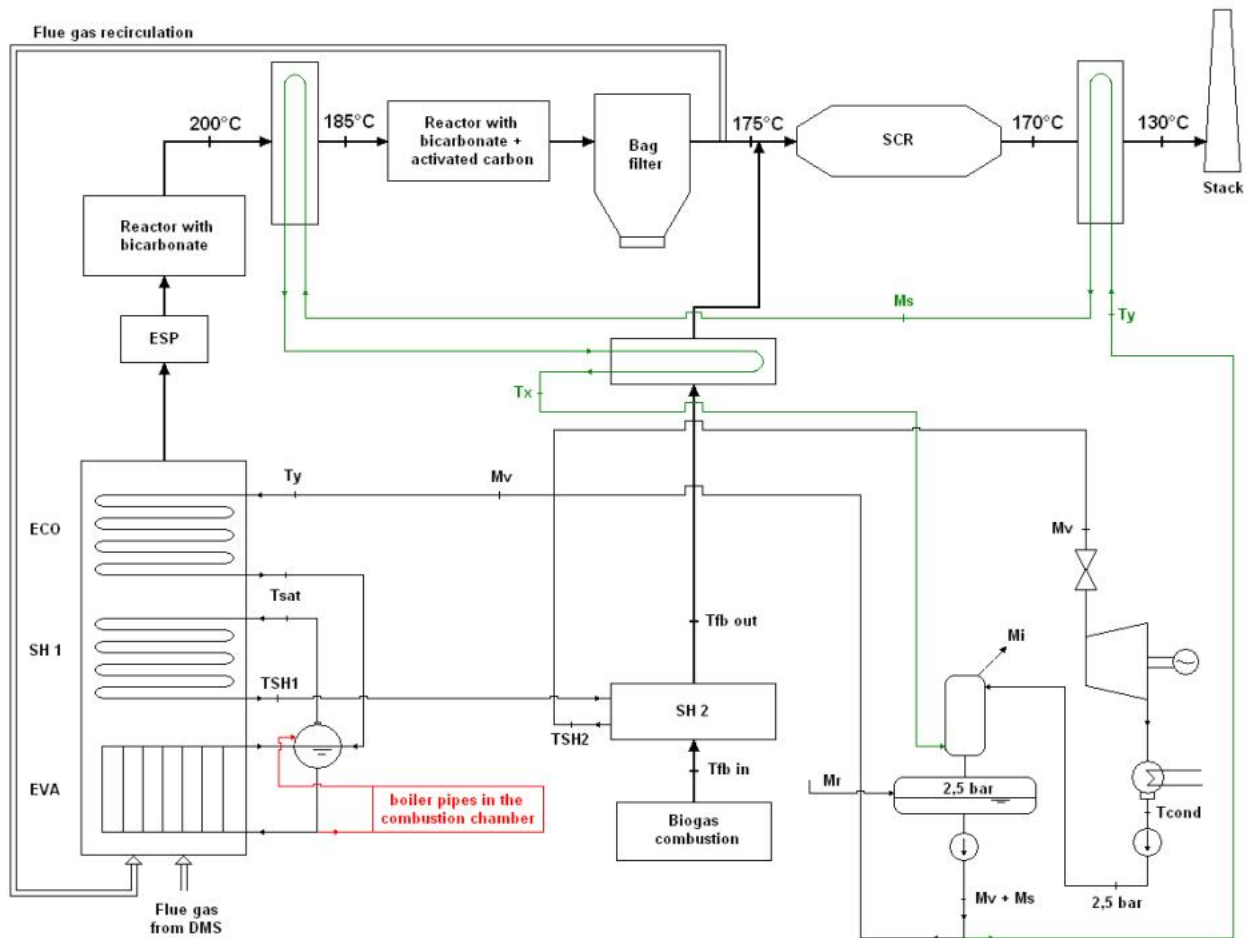 Flue gas recirculation
200°C
185°C
Reactor with
bicarbonate +
activated carbon
Bag
filter
175°C
SCR
170°C
130°C
Stack
Reactor with
bicarbonate
ESP
Ms
Ty
Tx
Ty
Mv
ECO
Tsat
Mv
SH 1
Tfb out
Mi
TSH1
SH 2
TSH2
EVA
Tfb in
Mr
2,5 bar
boiler pipes in the
combustion chamber
Biogas
combustion
Tcond
Mv + Ms
2,5 bar
Flue gas
from DMS